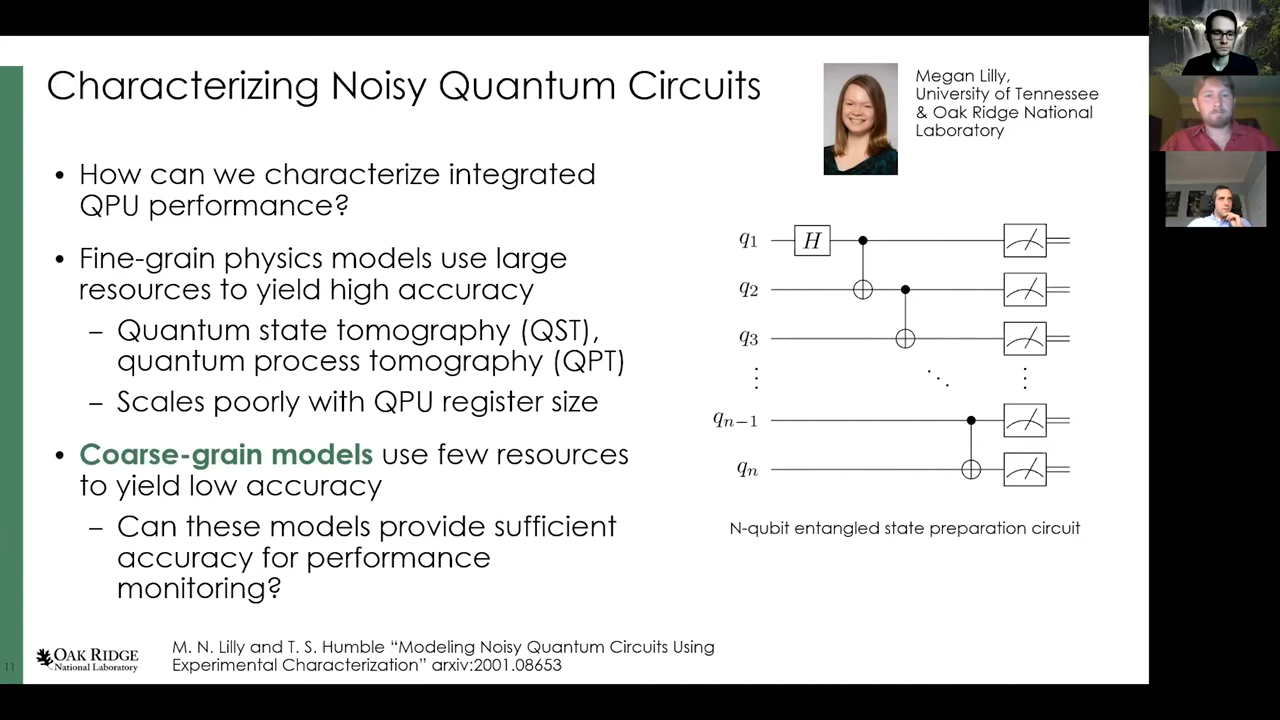 Characterizing Noisy Quantum Circuits
Megan Lilly,
University of Tennessee
& Oak Ridge National
Laboratory
• How can we characterize integrated
QPU performance?
• Fine-grain physics models use large
resources to yield high accuracy
– Quantum state tomography (QST),
quantum process tomography (QPT)
– Scales poorly with QPU register size
• Coarse-grain models use few resources
to yield low accuracy
– Can these models provide sufficient
accuracy for performance
monitoring?
q1 H
q2
q3
⋮ ⋱ ⋮
qn−1
qn
N-qubit entangled state preparation circuit
M. N. Lilly and T. S. Humble “Modeling Noisy Quantum Circuits Using
Experimental Characterization” arxiv:2001.08653
OAK RIDGE
National Laboratory
11